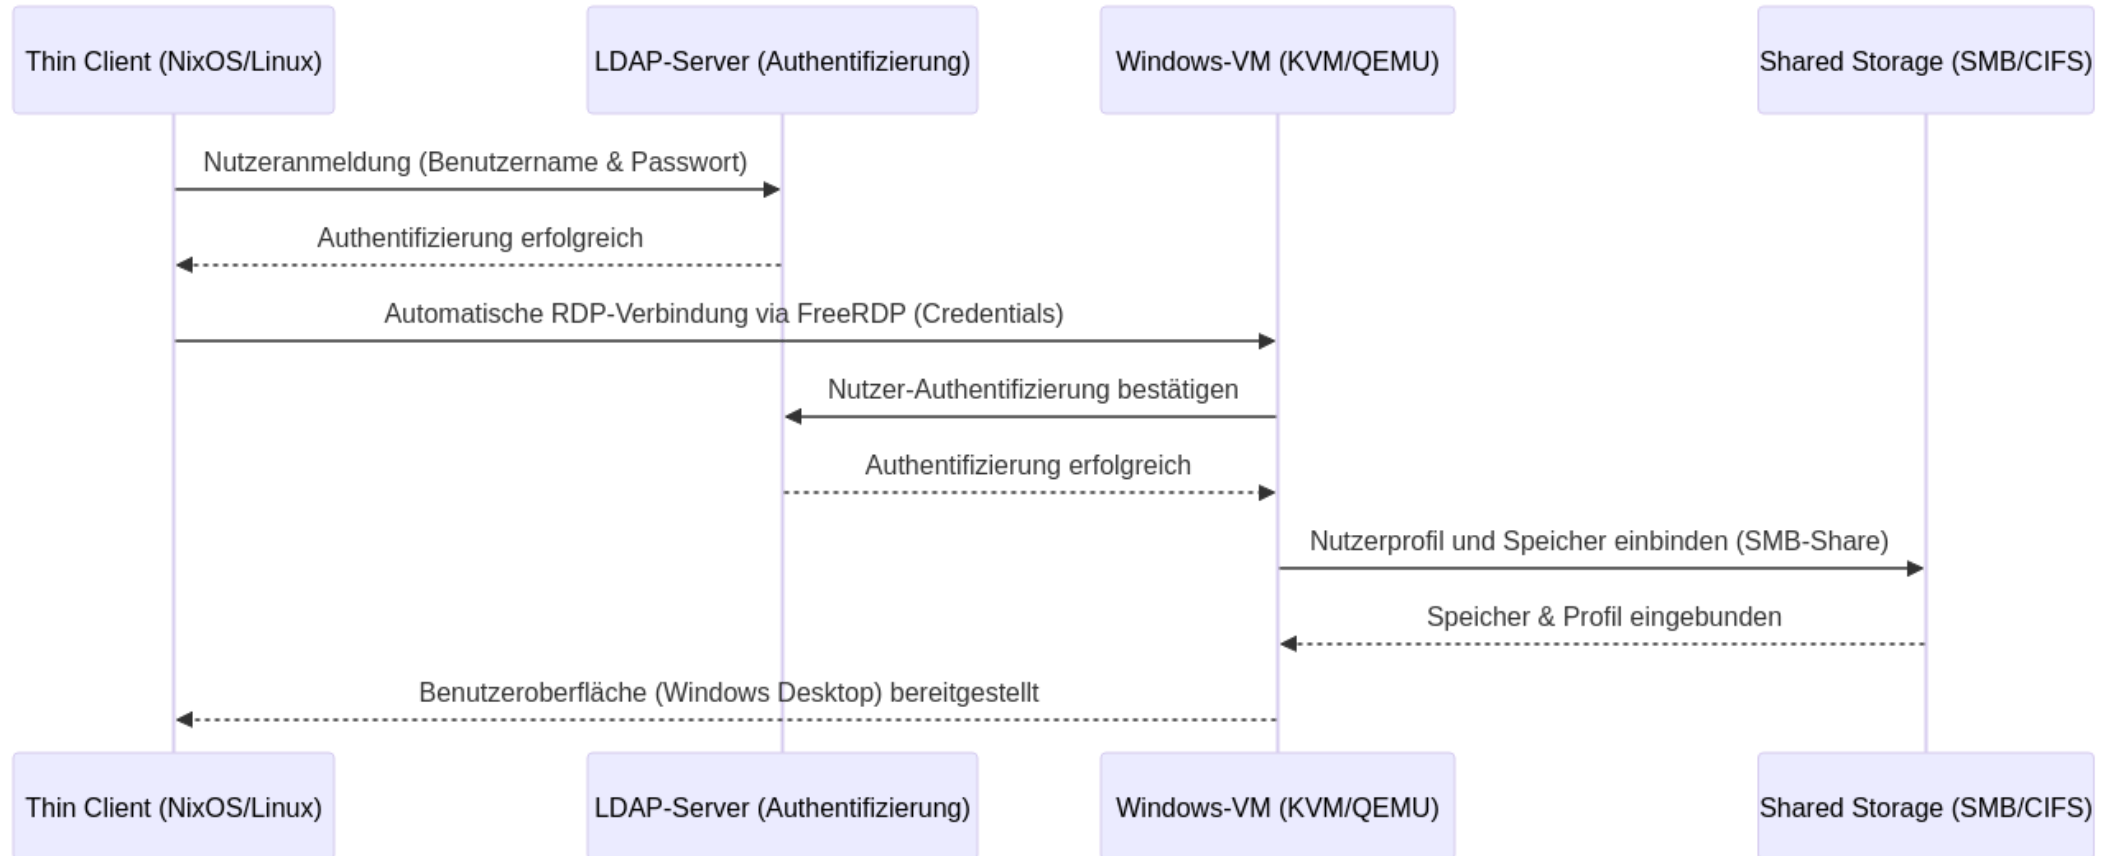 Thin Client (NixOS/Linux)
LDAP-Server (Authentifizierung)
Windows-VM (KVM/QEMU)
Shared Storage (SMB/CIFS)
Nutzeranmeldung (Benutzername & Passwort)
Authentifizierung erfolgreich
Automatische RDP-Verbindung via FreeRDP (Credentials)
Nutzer-Authentifizierung bestätigen
Authentifizierung erfolgreich
Nutzerprofil und Speicher einbinden (SMB-Share)
Speicher & Profil eingebunden
Benutzeroberfläche (Windows Desktop) bereitgestellt
Thin Client (NixOS/Linux)
LDAP-Server (Authentifizierung)
Windows-VM (KVM/QEMU)
Shared Storage (SMB/CIFS)